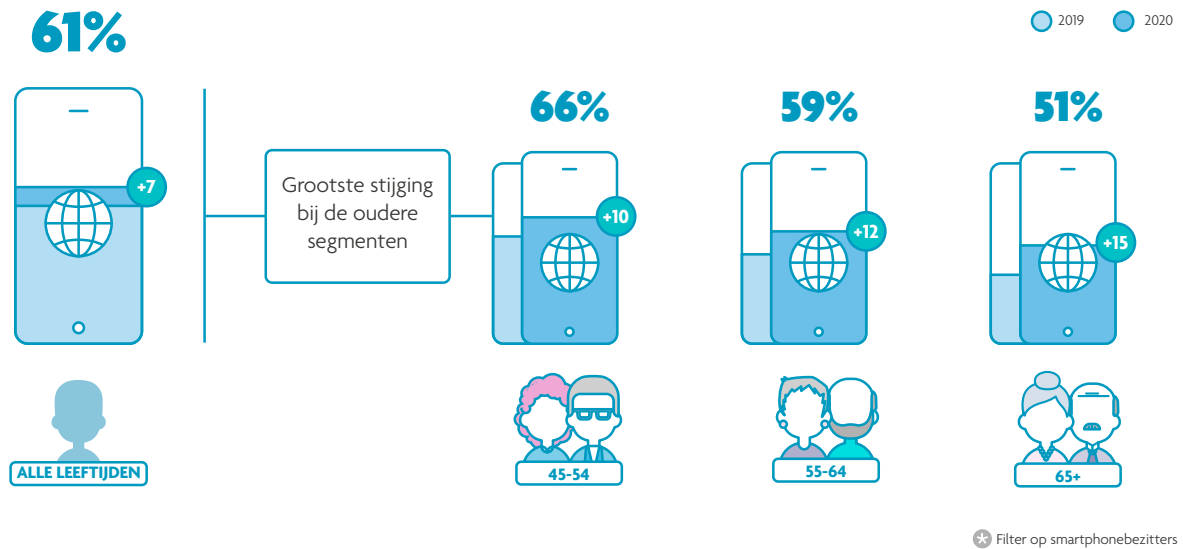 61%
2019
2020
66%
59%
51%
+7
Grootste stijging
bij de oudere
segmenten
+10
+12
+15
ALLE LEEFTIJDEN
45-54
55-64
65+
* Filter op smartphonebezitters